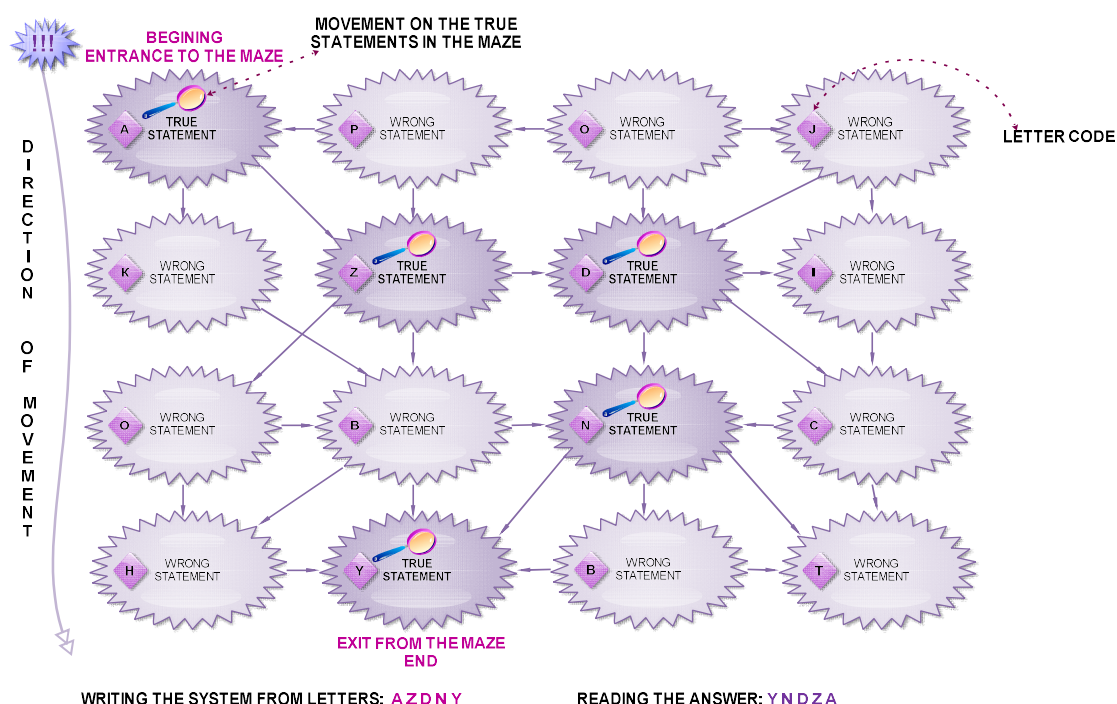 !!!
BEGINING
ENTRANCE TO THE MAZE
MOVEMENT ON THE TRUE
STATEMENTS IN THE MAZE
LETTER CODE
DIRECTION OF MOVEMENT
A TRUE
STATEMENT
P WRONG
STATEMENT
O WRONG
STATEMENT
J WRONG
STATEMENT
K WRONG
STATEMENT
Z TRUE
STATEMENT
D TRUE
STATEMENT
I WRONG
STATEMENT
O WRONG
STATEMENT
B WRONG
STATEMENT
N TRUE
STATEMENT
C WRONG
STATEMENT
H WRONG
STATEMENT
Y TRUE
STATEMENT
B WRONG
STATEMENT
T WRONG
STATEMENT
EXIT FROM THE MAZE
END
WRITING THE SYSTEM FROM LETTERS: A Z D N Y
READING THE ANSWER: Y N D Z A